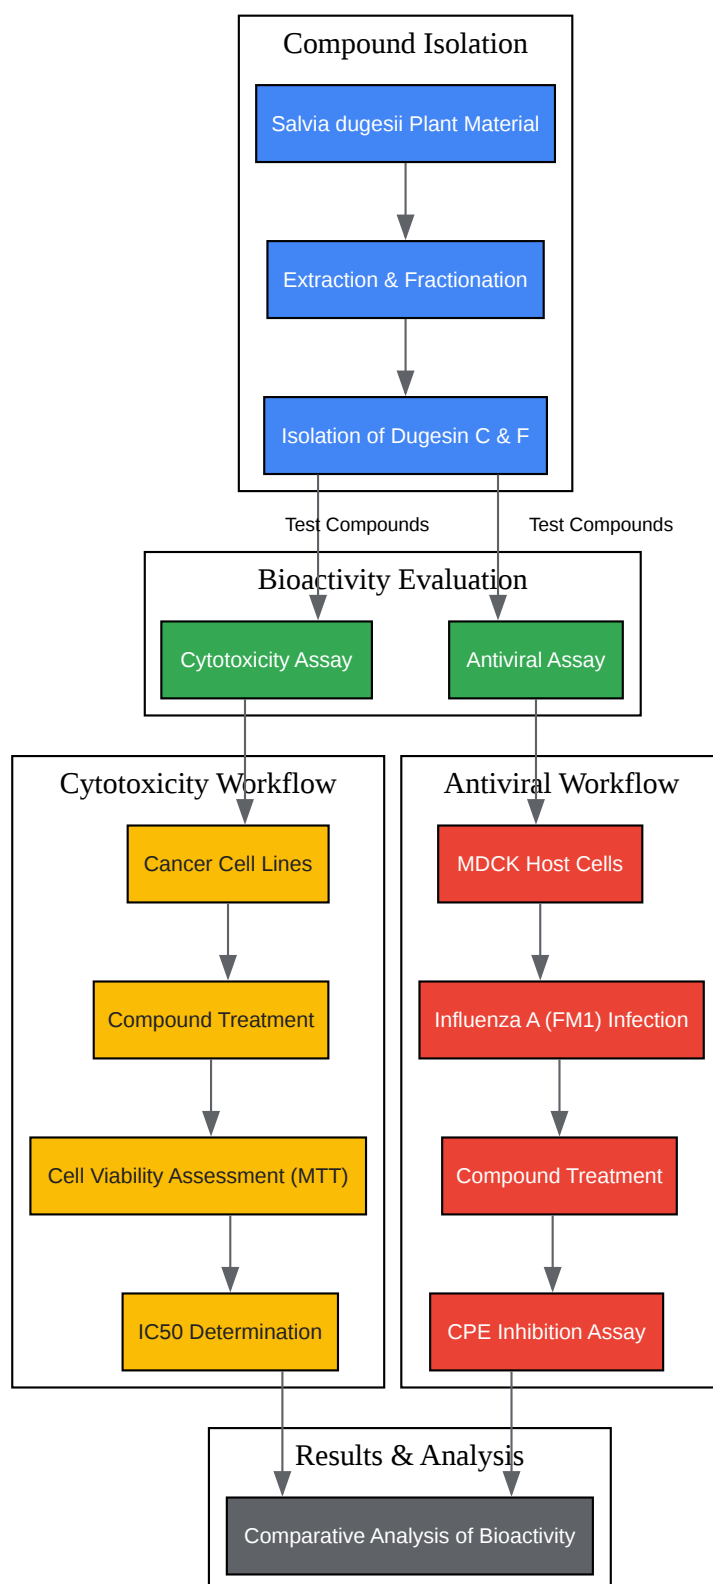 Compound Isolation
Salvia dugesii Plant Material
Extraction & Fractionation
Isolation of Dugesin C & F
Test Compounds
Test Compounds
Bioactivity Evaluation
Cytotoxicity Assay
Antiviral Assay
Cytotoxicity Workflow
Cancer Cell Lines
Compound Treatment
Cell Viability Assessment (MTT)
IC50 Determination
Antiviral Workflow
MDCK Host Cells
Influenza A (FM1) Infection
Compound Treatment
CPE Inhibition Assay
Results & Analysis
Comparative Analysis of Bioactivity